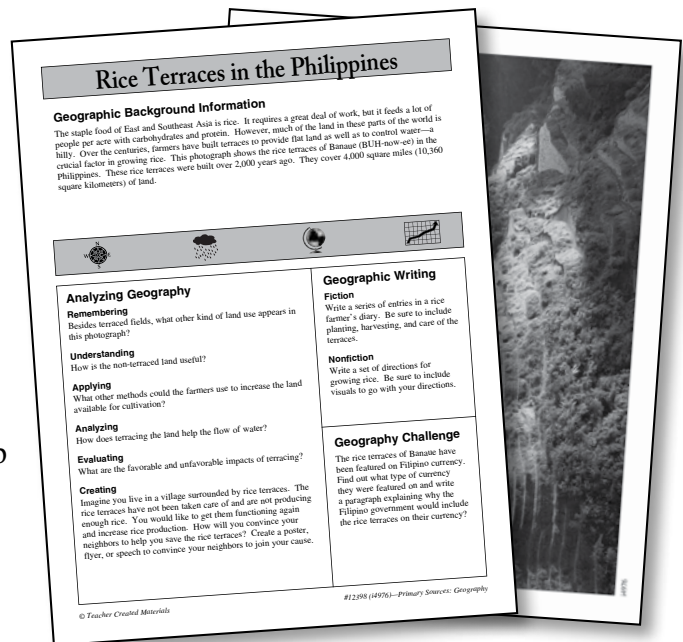 Rice Terraces in the Philippines
Geographic Background Information
The staple food of East and Southeast Asia is rice. It requires a great deal of work, but it feeds a lot of
people per acre with carbohydrates and protein. However, much of the land in these parts of the world is
hilly. Over the centuries, farmers have built terraces to provide flat land as well as to control water—a
crucial factor in growing rice. This photograph shows the rice terraces of Banaue (BUH-now-ee) in the
Philippines. These rice terraces were built over 2,000 years ago. They cover 4,000 square miles (10,360
square kilometers) of land.
N
W E
S
Analyzing Geography
Remembering
Besides terraced fields, what other kind of land use appears in
this photograph?
Understanding
How is the non-terraced land useful?
Applying
What other methods could the farmers use to increase the land
available for cultivation?
Analyzing
How does terracing the land help the flow of water?
Evaluating
What are the favorable and unfavorable impacts of terracing?
Creating
Imagine you live in a village surrounded by rice terraces. The
rice terraces have not been taken care of and are not producing
enough rice. You would like to get them functioning again
and increase rice production. How will you convince your
neighbors to help you save the rice terraces? Create a poster,
flyer, or speech to convince your neighbors to join your cause.
Geographic Writing
Fiction
Write a series of entries in a rice
farmer's diary. Be sure to include
planting, harvesting, and care of the
terraces.
Nonfiction
Write a set of directions for
growing rice. Be sure to include
visuals to go with your directions.
Geography Challenge
The rice terraces of Banaue have
been featured on Filipino currency.
Find out what type of currency
they were featured on and write
a paragraph explaining why the
Filipino government would include
the rice terraces on their currency?
© Teacher Created Materials
#12398 (i4976)—Primary Sources: Geography
i4976